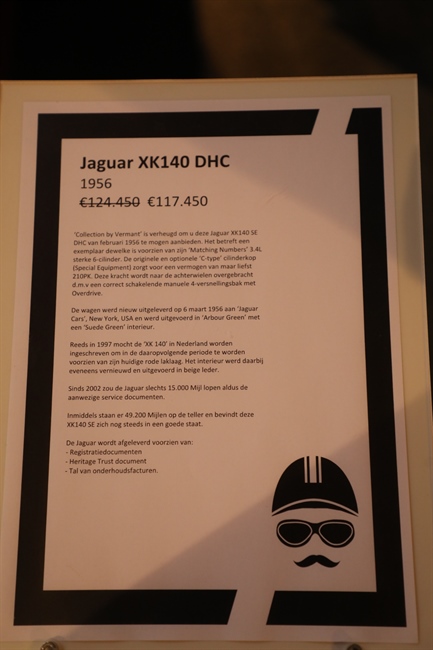 Jaguar XK140 DHC
1956
€124.450 €117.450
'Collection by Vermant' is verheugd om u deze Jaguar XK140 SE
DHC van februari 1956 te mogen aanbieden. Het betreft een
exemplaar dewelke is voorzien van zijn 'Matching Numbers' 3.4L
sterke 6-cilinder. De originele en optionele 'C-type' cilinderkop
(Special Equipment) zorgt voor een vermogen van maar liefst
210PK. Deze kracht wordt naar de achterwielen overgebracht
d.m.v een correct schakelende manuele 4-versnellingsbak met
Overdrive.
De wagen werd nieuw uitgeleverd op 6 maart 1956 aan 'Jaguar
Cars', New York, USA en werd uitgevoerd in 'Arbour Green' met
een 'Suede Green' interieur.
Reeds in 1997 mocht de 'XK 140' in Nederland worden
ingeschreven om in de daaropvolgende periode te worden
voorzien van zijn huidige rode laklaag. Het interieur werd daarbij
eveneens vernieuwd en uitgevoerd in beige leder.
Sinds 2002 zou de Jaguar slechts 15.000 Mijl lopen aldus de
aanwezige service documenten.
Inmiddels staan er 49.200 Mijlen op de teller en bevindt deze
XK140 SE zich nog steeds in een goede staat.
De Jaguar wordt afgeleverd voorzien van:
- Registratiedocumenten
- Heritage Trust document
- Tal van onderhoudsfacturen.